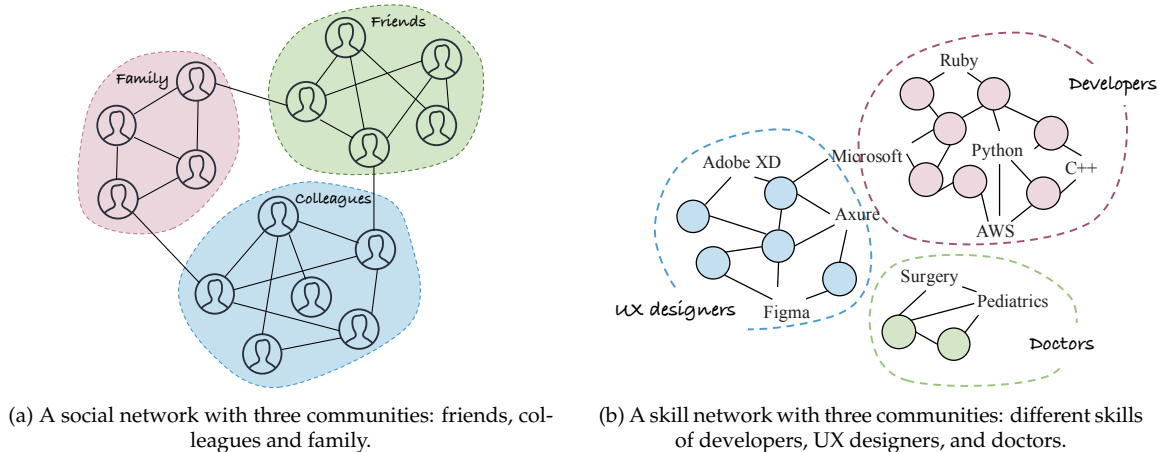 Friends
Family
Colleagues
Ruby
Developers
Microsoft
Python
Adobe XD
C++
Axure
AWS
Surgery
Pediatrics
UX designers
Figma
Doctors
(a) A social network with three communities: friends, col-
leagues and family.
(b) A skill network with three communities: different skills
of developers, UX designers, and doctors.